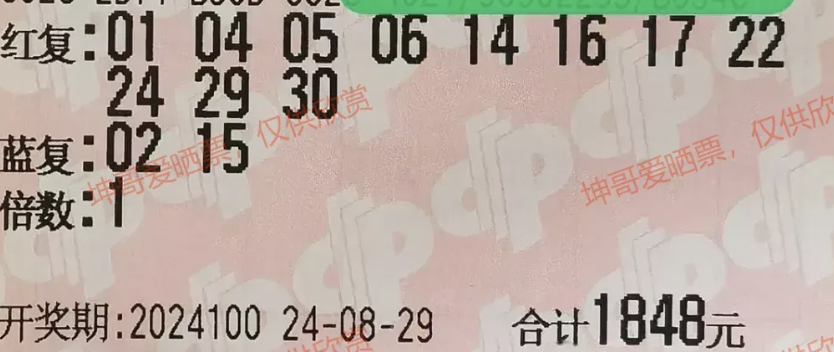 红复:01 04 05 06 14 16 17 22
24 29 30
蓝复:02 15
倍数:1
开奖期:2024100 24-08-29 合计1848元
坤哥爱晒票，仅供欣赏
坤哥爱晒票，仅供欣